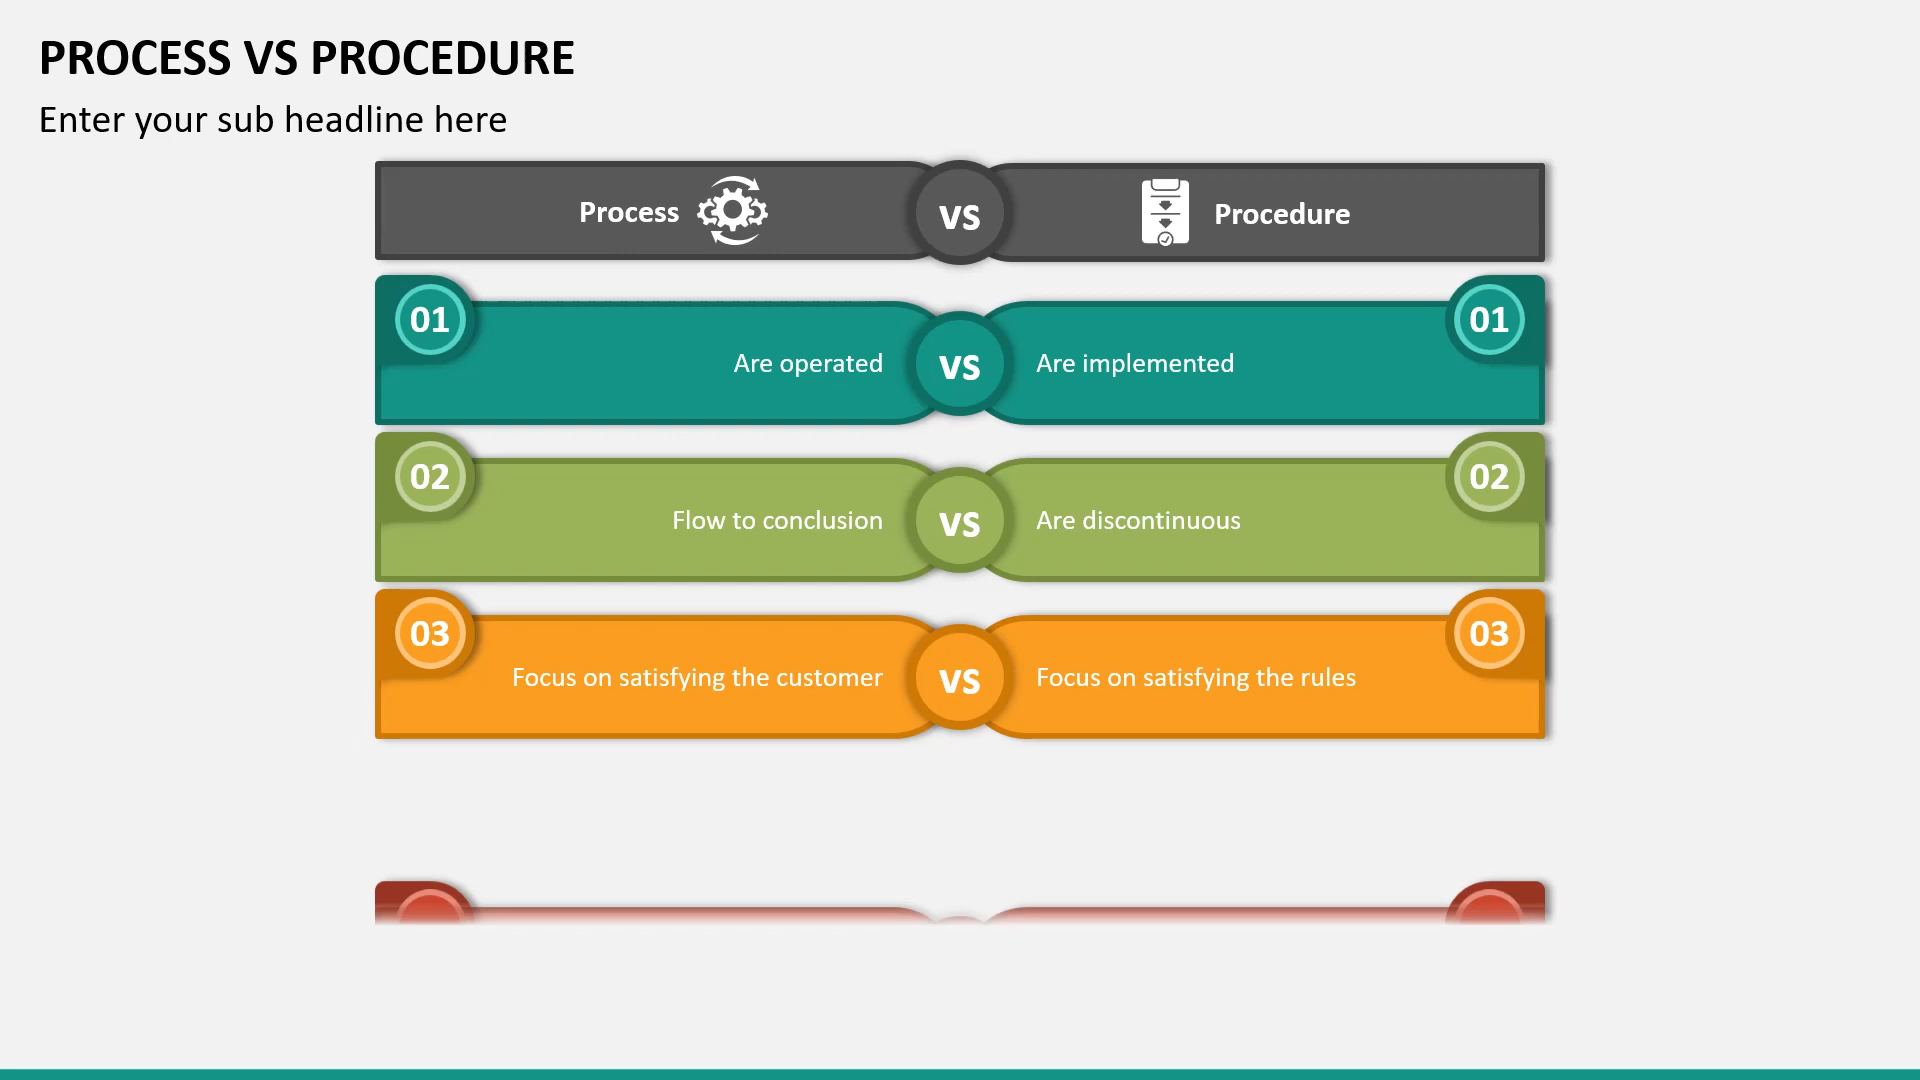 PROCESS VS PROCEDURE
Enter your sub headline here
Process VS Procedure
01 Are operated VS Are implemented 01
02 Flow to conclusion VS Are discontinuous 02
03 Focus on satisfying the customer VS Focus on satisfying the rules 03